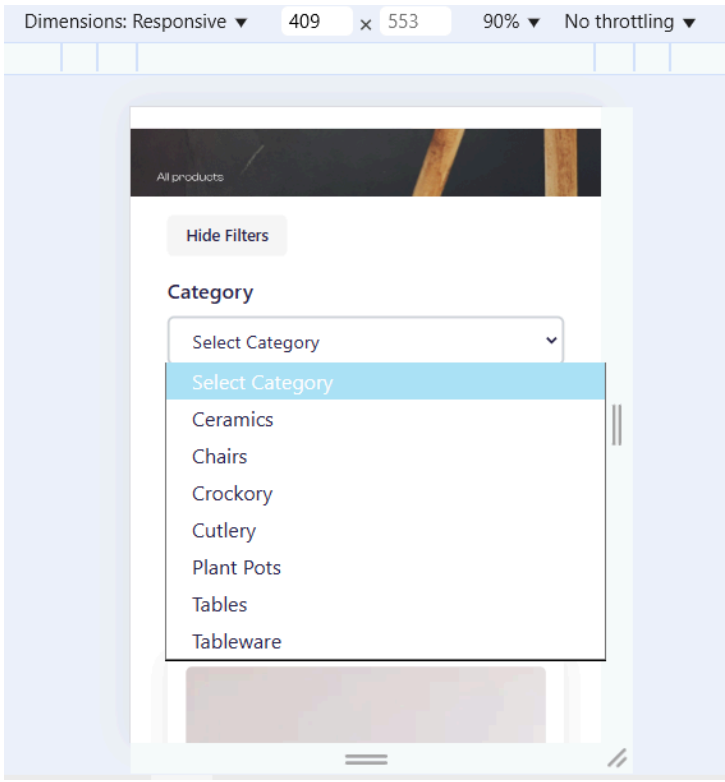 Dimensions: Responsive ▼ 409 × 553 90% ▼ No throttling ▼
All products
Hide Filters
Category
Select Category
Select Category
Ceramics
Chairs
Crockory
Cutlery
Plant Pots
Tables
Tableware